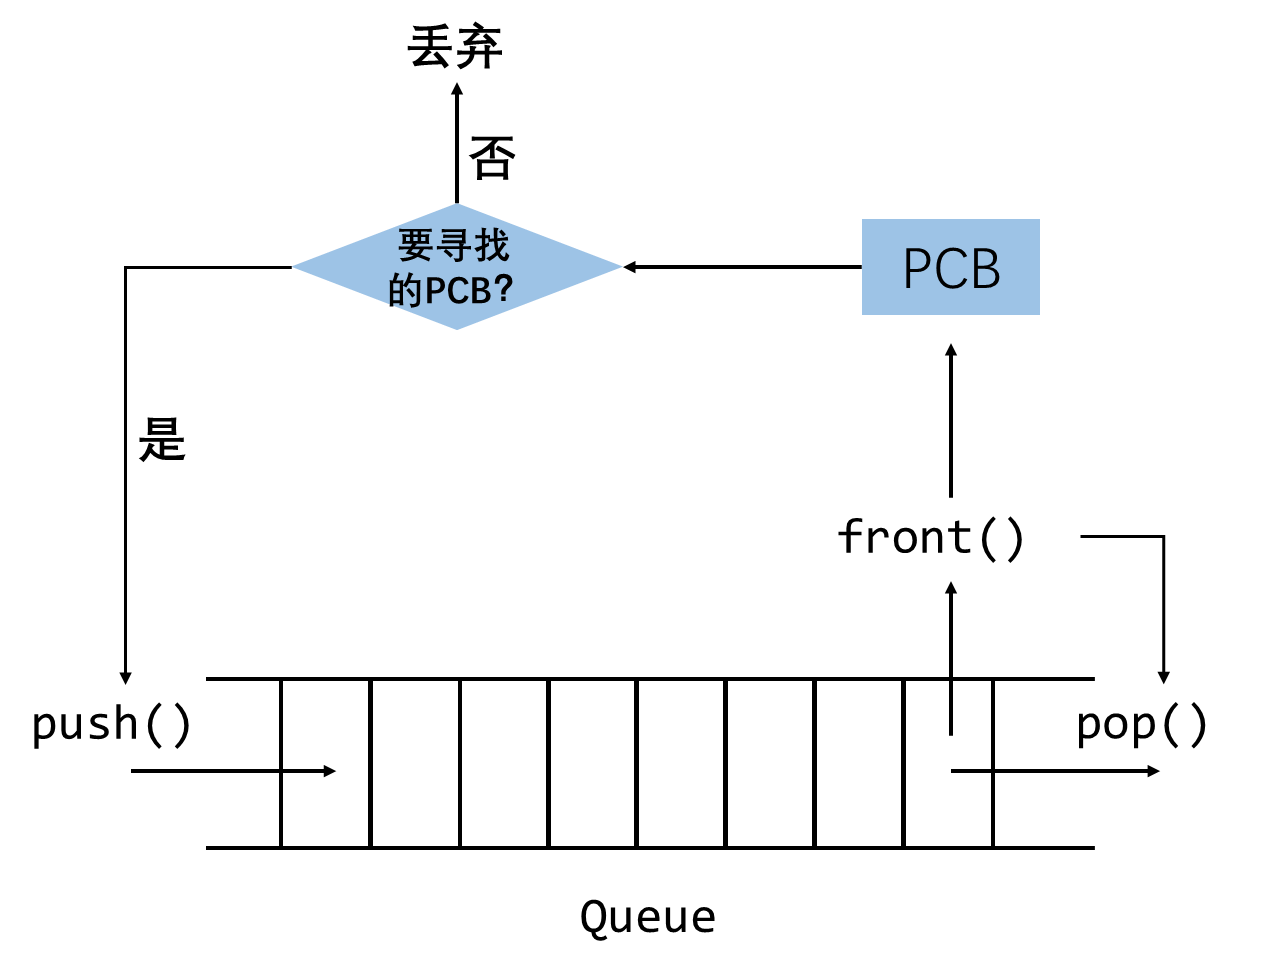 丢弃
否
要寻找
的PCB?
PCB
是
front()
push()
pop()
Queue